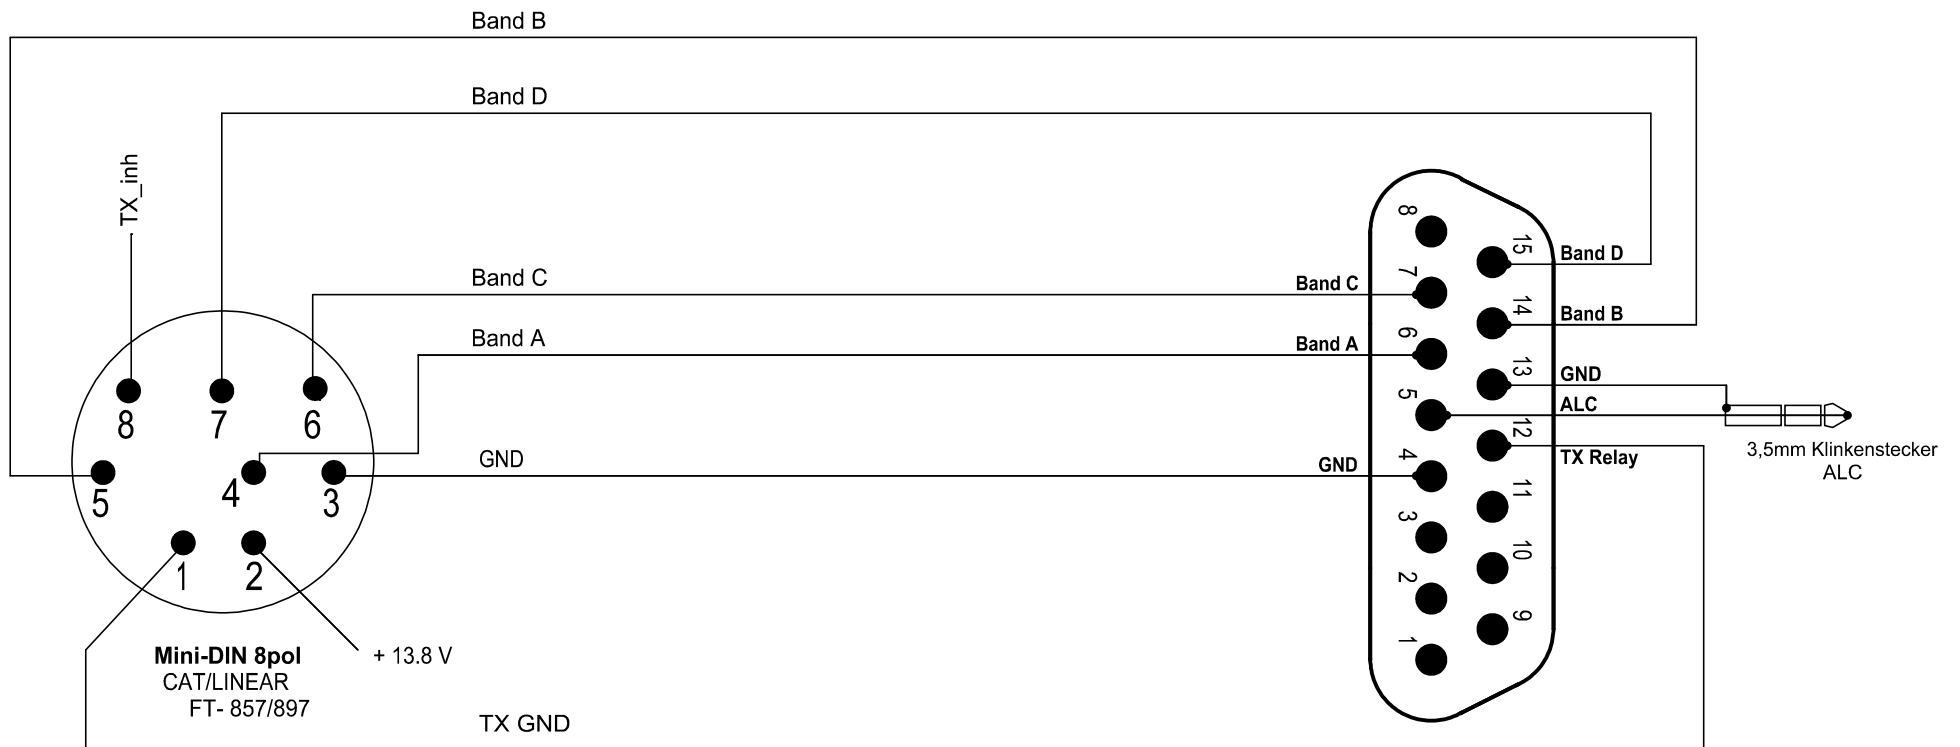 Band B
Band D
TX_inh
Band C
Band A
GND
8
7
6
5
4
3
1
2
Mini-DIN 8pol
CAT/LINEAR
FT- 857/897
+ 13.8 V
TX GND
Band C
Band A
GND
8
7
6
5
4
3
2
1
15
14
13
12
11
10
9
Band D
Band B
GND
ALC
TX Relay
3,5mm Klinkenstecker
ALC